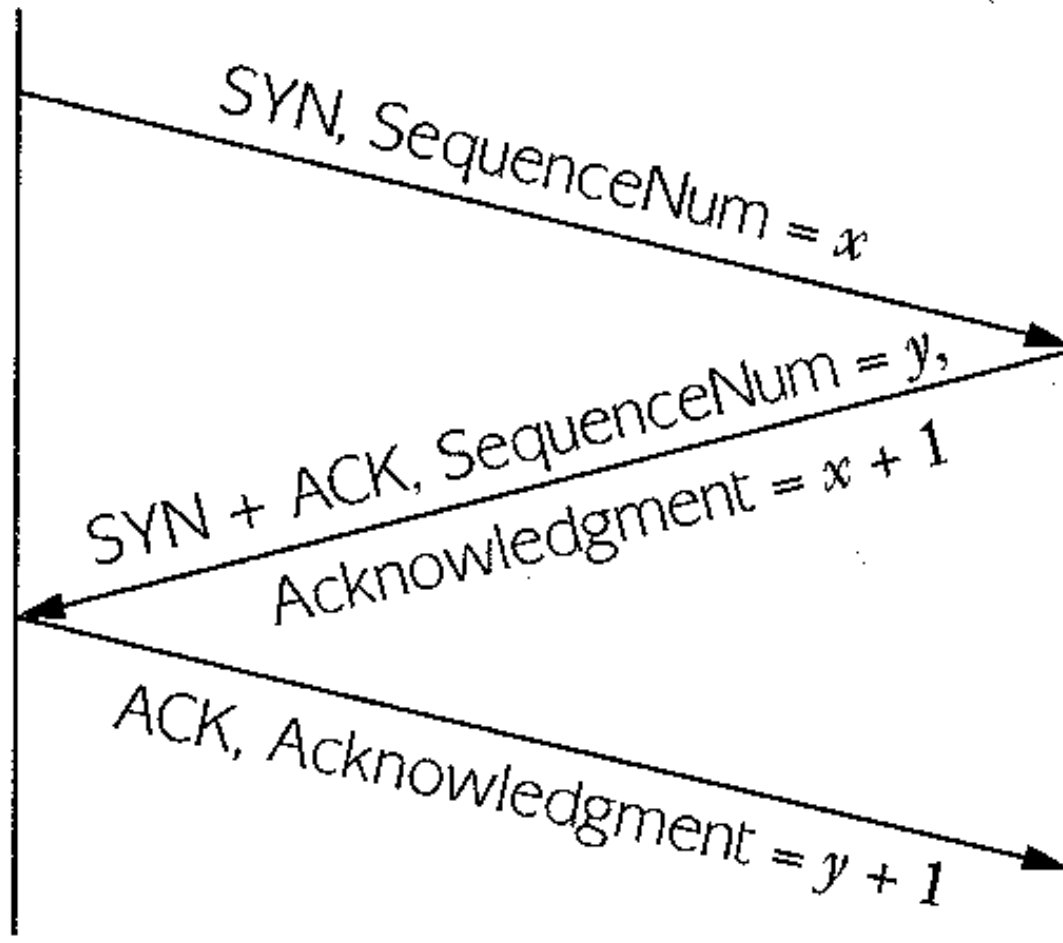 SYN, SequenceNum = x
SYN + ACK, SequenceNum = y,
Acknowledgment = x + 1
ACK, Acknowledgment = y + 1